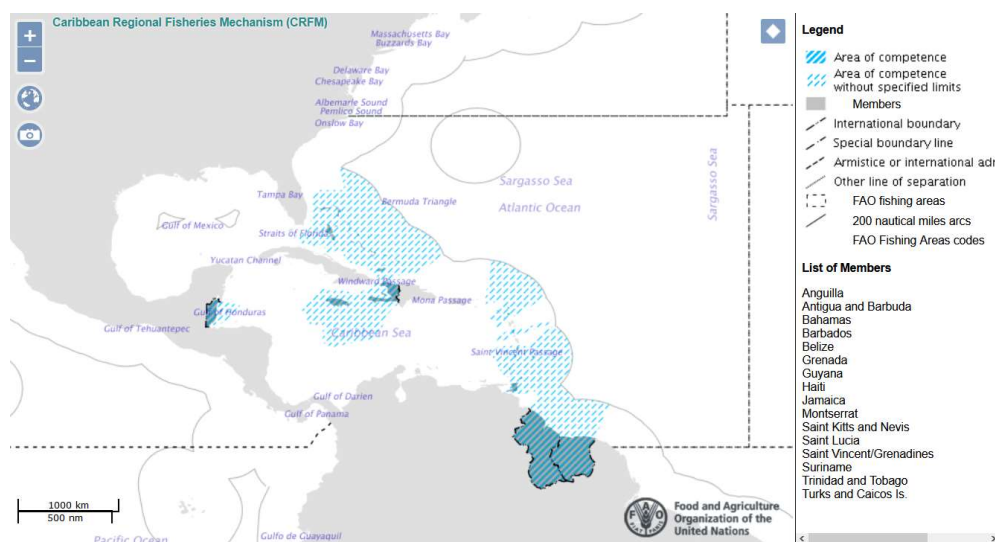 Caribbean Regional Fisheries Mechanism (CRFM)
+
−
Massachusetts Bay
Buzzards Bay
Delaware Bay
Chesapeake Bay
Albemarle Sound
Pamlico Sound
Onslow Bay
Sargasso Sea
Sargasso Sea
Atlantic Ocean
Tampa Bay
Bermuda Triangle
Gulf of Mexico
Straits of Florida
Yucatan Channel
Windward Passage
Mona Passage
Gulf of Honduras
Gulf of Tehuantepec
Caribbean Sea
Saint Vincent Passage
Gulf of Darien
Gulf of Panama
1000 km
500 nm
Pacific Ocean
Golfo de Guayaquil
FAO
FIAT PANIS
Food and Agriculture
Organization of the
United Nations
Legend
Area of competence
Area of competence
without specified limits
Members
International boundary
Special boundary line
Armistice or international adm
Other line of separation
FAO fishing areas
200 nautical miles arcs
FAO Fishing Areas codes
List of Members
Anguilla
Antigua and Barbuda
Bahamas
Barbados
Belize
Grenada
Guyana
Haiti
Jamaica
Montserrat
Saint Kitts and Nevis
Saint Lucia
Saint Vincent/Grenadines
Suriname
Trinidad and Tobago
Turks and Caicos Is.